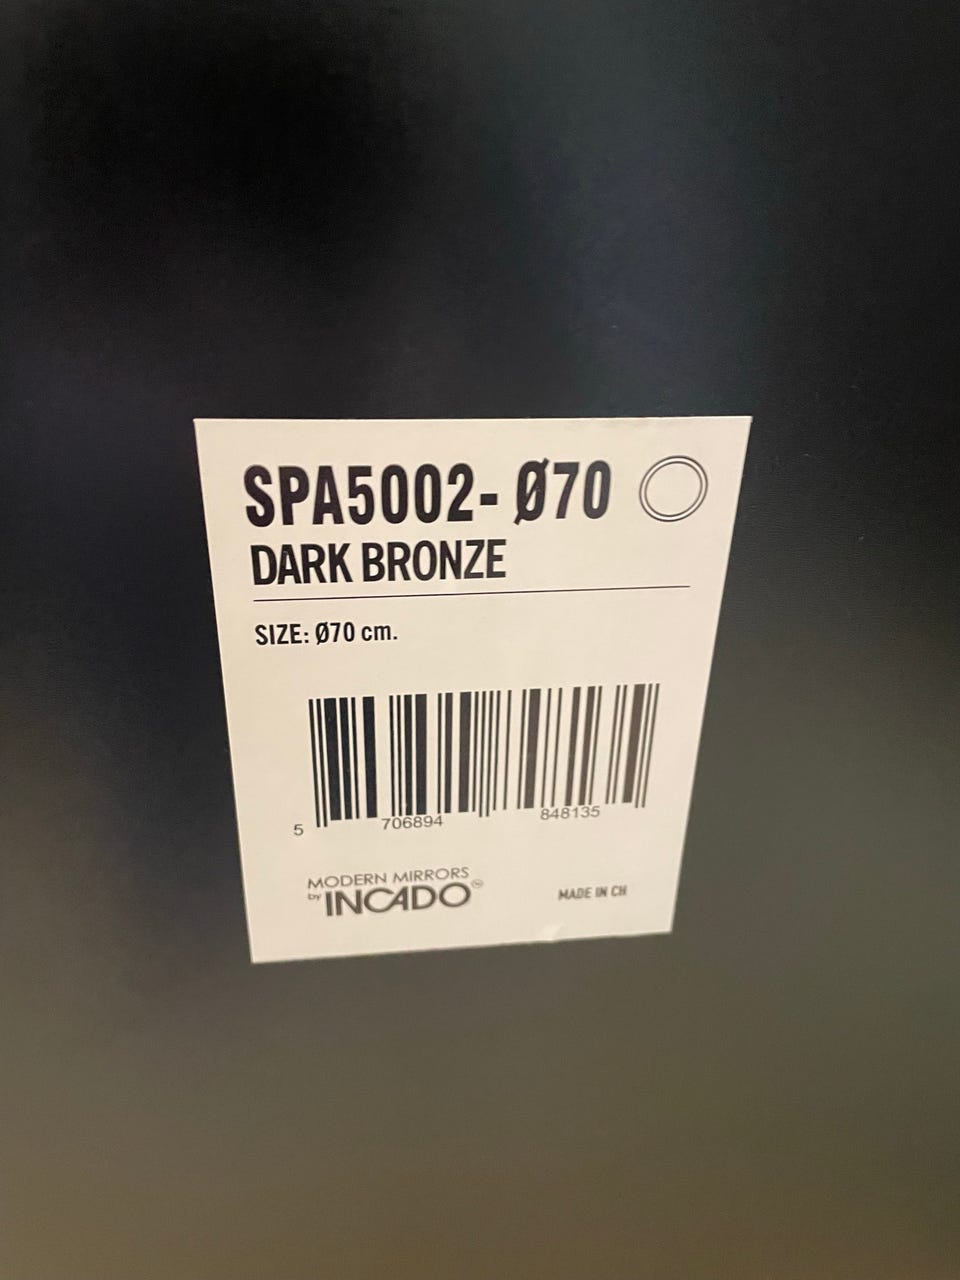 SPA5002- Ø70
DARK BRONZE
SIZE: Ø70 cm.
5 706894 848135
MODERN MIRRORS
by INCADO
MADE IN CH